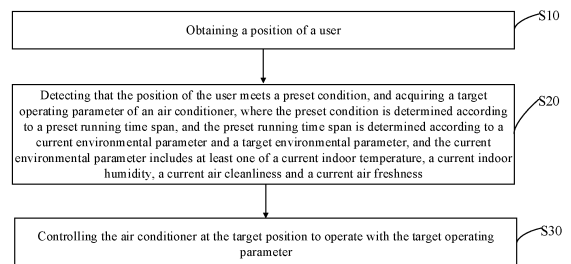 S10
Obtaining a position of a user
S20
Detecting that the position of the user meets a preset condition, and acquiring a target
operating parameter of an air conditioner, where the preset condition is determined according
to a preset running time span, and the preset running time span is determined according to a
current environmental parameter and a target environmental parameter, and the current
environmental parameter includes at least one of a current indoor temperature, a current indoor
humidity, a current air cleanliness and a current air freshness
S30
Controlling the air conditioner at the target position to operate with the target operating
parameter